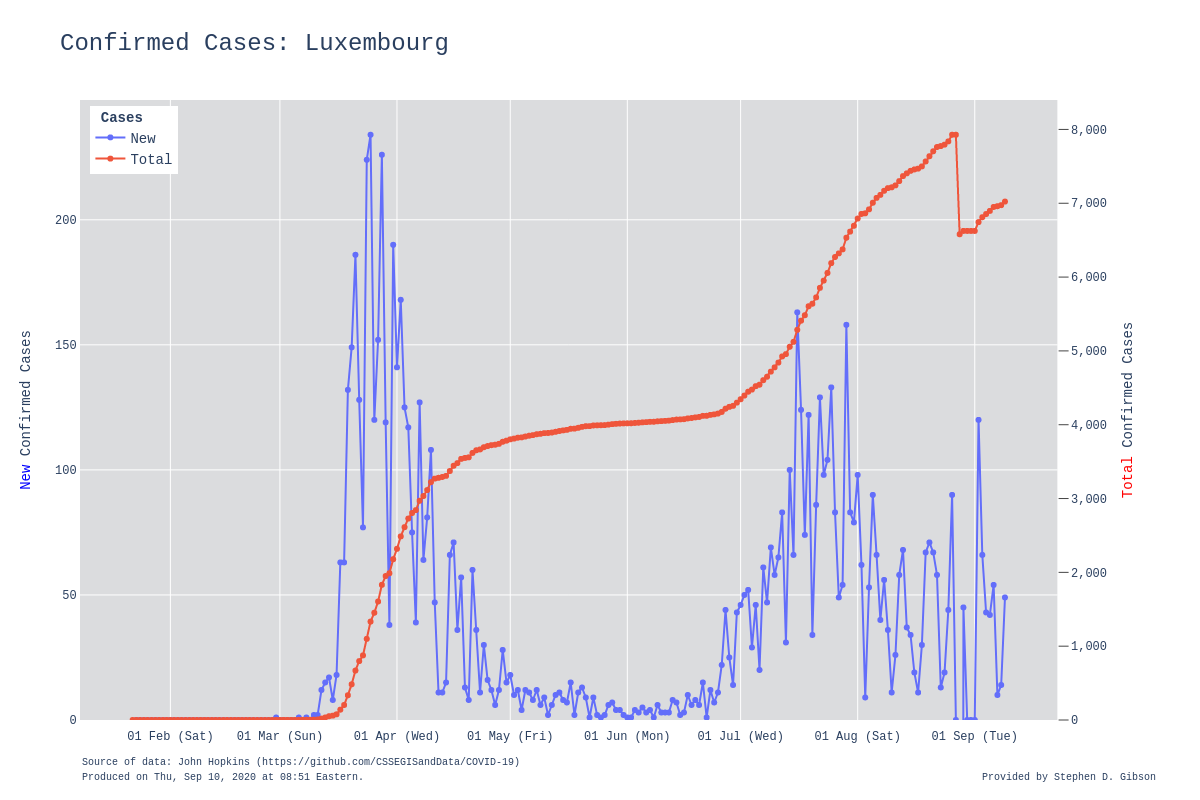 Confirmed Cases: Luxembourg
Cases
New
Total
200
150
100
50
0
8,000
7,000
6,000
5,000
4,000
3,000
2,000
1,000
0
New Confirmed Cases
Total Confirmed Cases
01 Feb (Sat) 01 Mar (Sun) 01 Apr (Wed) 01 May (Fri) 01 Jun (Mon) 01 Jul (Wed) 01 Aug (Sat) 01 Sep (Tue)
Source of data: John Hopkins (https://github.com/CSSEGISandData/COVID-19)
Produced on Thu, Sep 10, 2020 at 08:51 Eastern.
Provided by Stephen D. Gibson